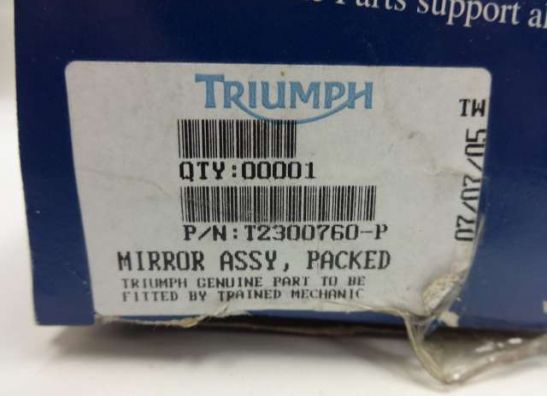 Parts support al
TRIUMPH
TW
07/07/05
QTY:00001
P/N:T2300760-P
MIRROR ASSY, PACKED
TRIUMPH GENUINE PART TO BE
FITTED BY TRAINED MECHANIC